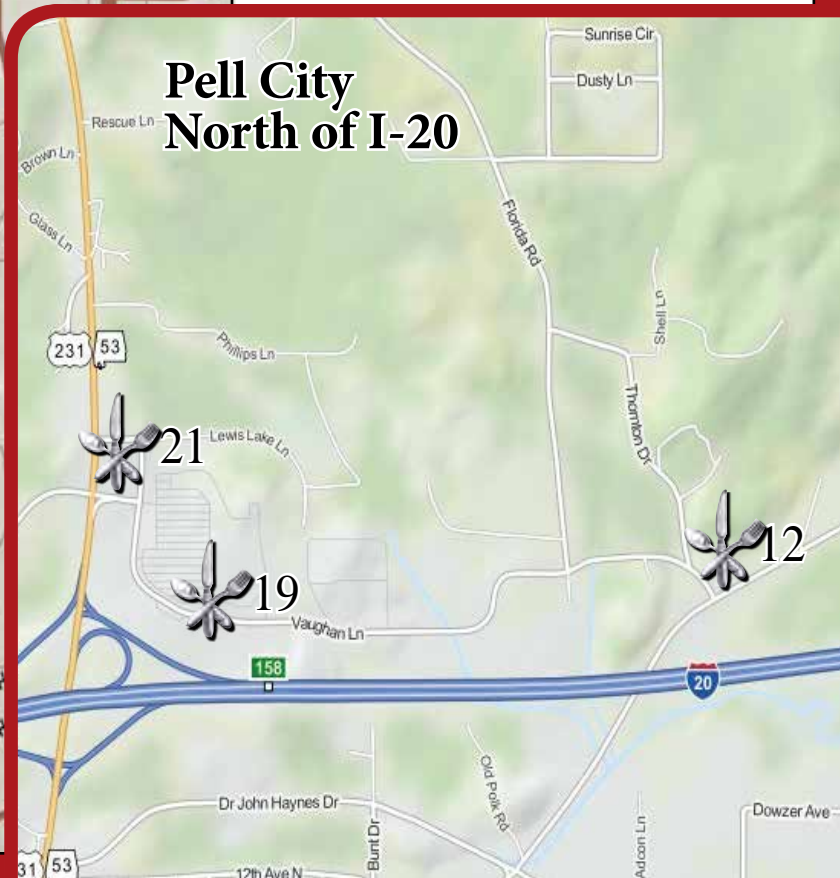 Sunrise Cir
Pell City
Dusty Ln
North of I-20
Rescue Ln
Brown Ln
Florida Rd
Glass Ln
Shell Ln
231
53
Phillips Ln
Thornton Dr
21
Lewis Lake Ln
12
19
Vaughan Ln
158
20
Old Polk Rd
Dr John Haynes Dr
Dowzer Ave
Bunt Dr
Adcon Ln
31
53
12th Ave N